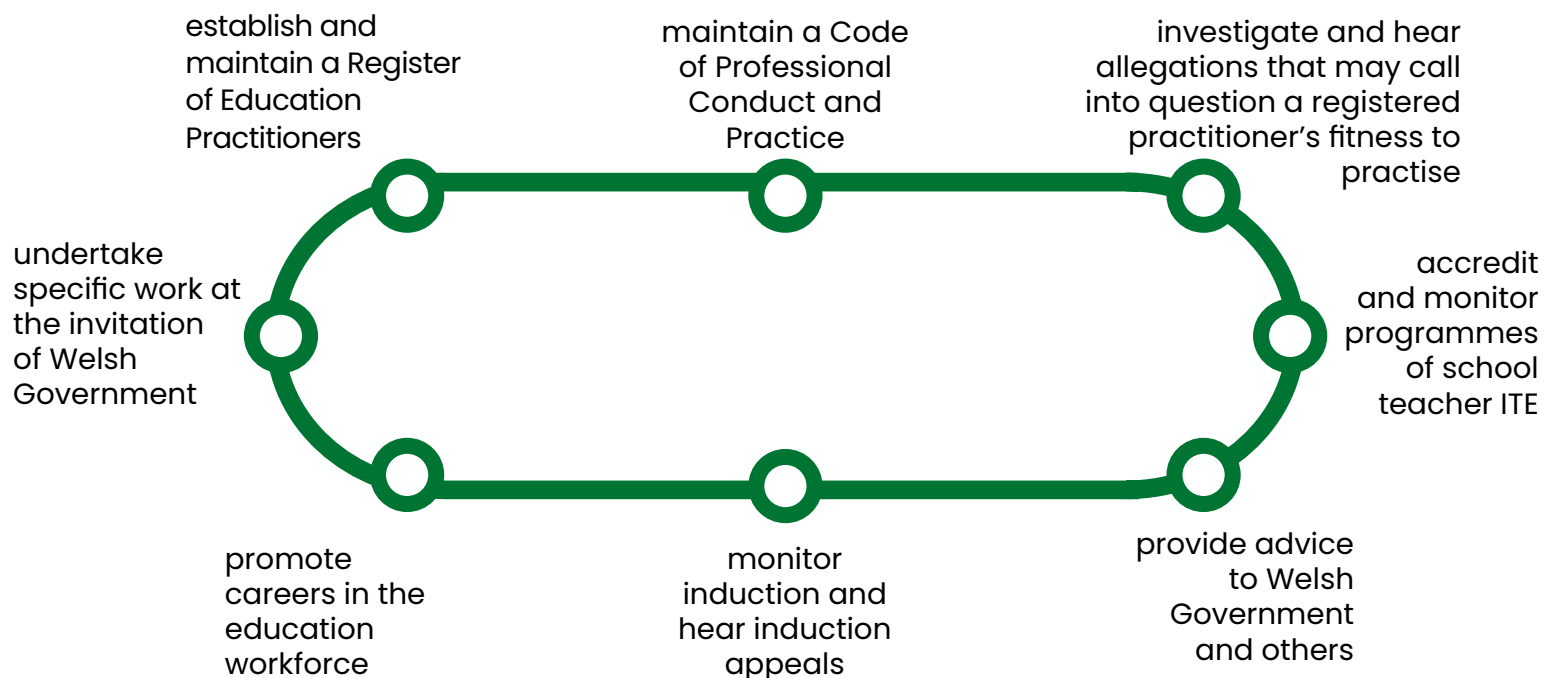 establish and
maintain a Register
of Education
Practitioners
maintain a Code
of Professional
Conduct and
Practice
investigate and hear
allegations that may call
into question a registered
practitioner’s fitness to
practise
undertake
specific work at
the invitation
of Welsh
Government
accredit
and monitor
programmes
of school
teacher ITE
promote
careers in the
education
workforce
monitor
induction and
hear induction
appeals
provide advice
to Welsh
Government
and others